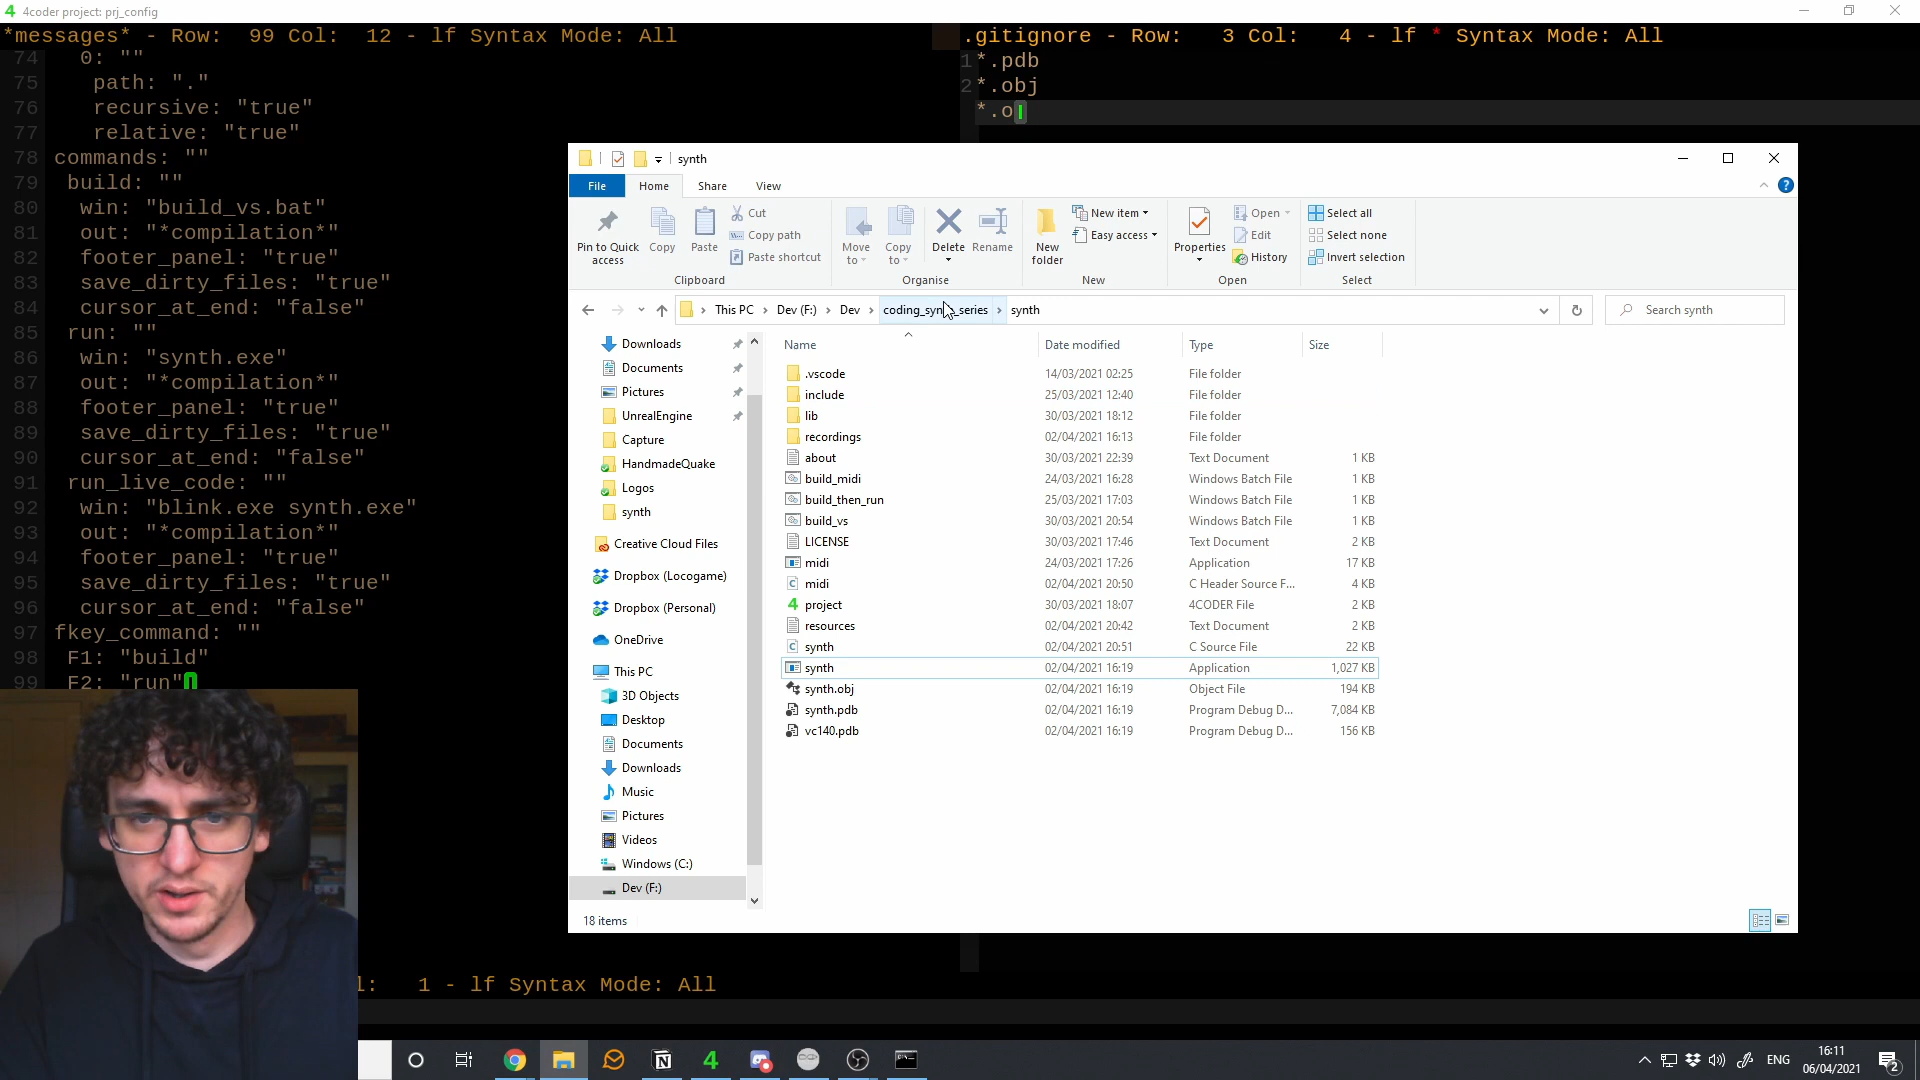 4coder project: prj_config
*messages* - Row:  99 Col:  12 - lf Syntax Mode: All
74 0: ""
75 path: "."
76 recursive: "true"
77 relative: "true"
78 commands: ""
79 build: ""
80 win: "build_vs.bat"
81 out: "*compilation*"
82 footer_panel: "true"
83 save_dirty_files: "true"
84 cursor_at_end: "false"
85 run: ""
86 win: "synth.exe"
87 out: "*compilation*"
88 footer_panel: "true"
89 save_dirty_files: "true"
90 cursor_at_end: "false"
91 run_live_code: ""
92 win: "blink.exe synth.exe"
93 out: "*compilation*"
94 footer_panel: "true"
95 save_dirty_files: "true"
96 cursor_at_end: "false"
97 fkey_command: ""
98 F1: "build"
99 F2: "run"
.gitignore - Row:   3 Col:   4 - lf * Syntax Mode: All
1 *.pdb
2 *.obj
*.o
synth
File Home Share View
Pin to Quick access
Copy
Paste
Cut
Copy path
Paste shortcut
Clipboard
Move to
Copy to
Delete
Rename
Organise
New folder
New item
Easy access
New
Properties
Open
Edit
History
Open
Select all
Select none
Invert selection
Select
This PC > Dev (F:) > Dev > coding_synth_series > synth
Search synth
Downloads
Documents
Pictures
UnrealEngine
Capture
HandmadeQuake
Logos
synth
Creative Cloud Files
Dropbox (Locogame)
Dropbox (Personal)
OneDrive
This PC
3D Objects
Desktop
Documents
Downloads
Music
Pictures
Videos
Windows (C:)
Dev (F:)
Name Date modified Type Size
.vscode 14/03/2021 02:25 File folder
include 25/03/2021 12:40 File folder
lib 30/03/2021 18:12 File folder
recordings 02/04/2021 16:13 File folder
about 30/03/2021 22:39 Text Document 1 KB
build_midi 24/03/2021 16:28 Windows Batch File 1 KB
build_then_run 25/03/2021 17:03 Windows Batch File 1 KB
build_vs 30/03/2021 20:54 Windows Batch File 1 KB
LICENSE 30/03/2021 17:46 Text Document 2 KB
midi 24/03/2021 17:26 Application 17 KB
midi 02/04/2021 20:50 C Header Source F... 4 KB
project 30/03/2021 18:07 4CODER File 2 KB
resources 02/04/2021 20:42 Text Document 2 KB
synth 02/04/2021 20:51 C Source File 22 KB
synth 02/04/2021 16:19 Application 1,027 KB
synth.obj 02/04/2021 16:19 Object File 194 KB
synth.pdb 02/04/2021 16:19 Program Debug D... 7,084 KB
vc140.pdb 02/04/2021 16:19 Program Debug D... 156 KB
18 items
1 - lf Syntax Mode: All
ENG
16:11
06/04/2021
2